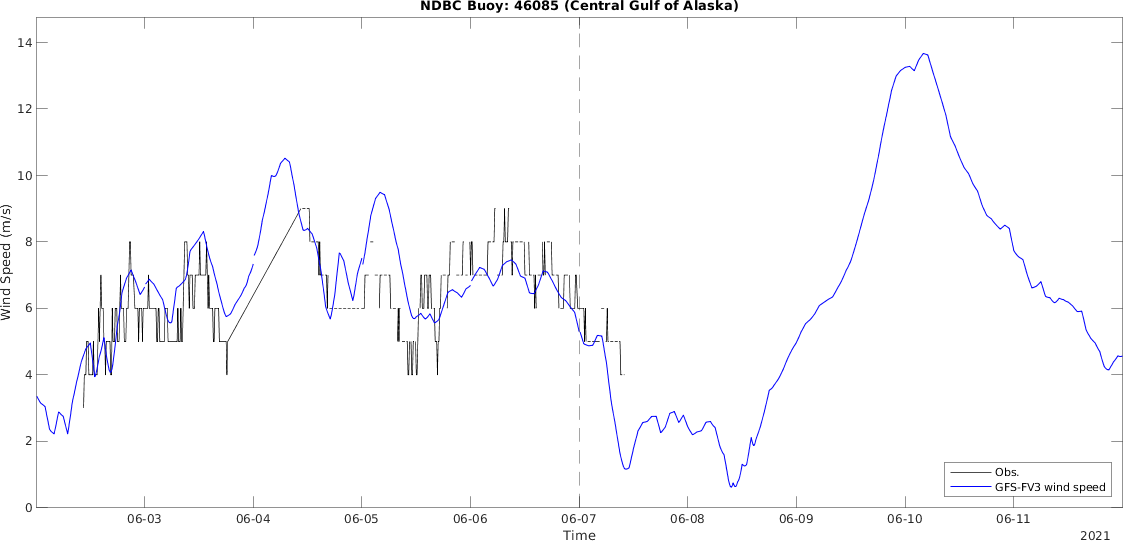 NDBC Buoy: 46085 (Central Gulf of Alaska)
Wind Speed (m/s)
14
12
10
8
6
4
2
0
06-03 06-04 06-05 06-06 06-07 06-08 06-09 06-10 06-11
Time
2021
Obs.
GFS-FV3 wind speed